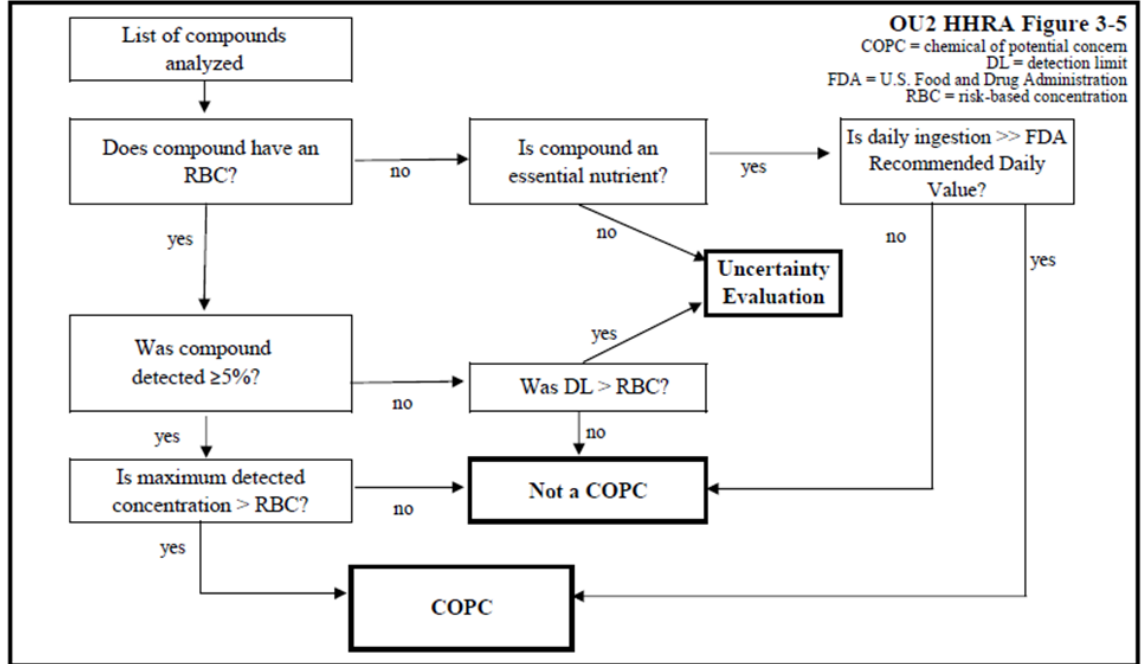 OU2 HHRA Figure 3-5
COPC = chemical of potential concern
DL = detection limit
FDA = U.S. Food and Drug Administration
RBC = risk-based concentration
List of compounds
analyzed
Does compound have an
RBC?
no
Is compound an
essential nutrient?
yes
Is daily ingestion >> FDA
Recommended Daily
Value?
yes
no
no
yes
Uncertainty
Evaluation
Was compound
detected ≥5%?
no
yes
Was DL > RBC?
yes
no
Is maximum detected
concentration > RBC?
no
Not a COPC
yes
COPC